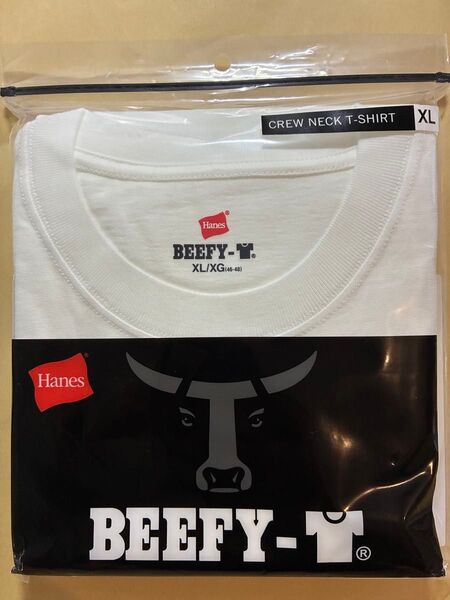 CREW NECK T-SHIRT XL
Hanes®
BEEFY-®
XL/XG(46-48)
Hanes
BEEFY-®